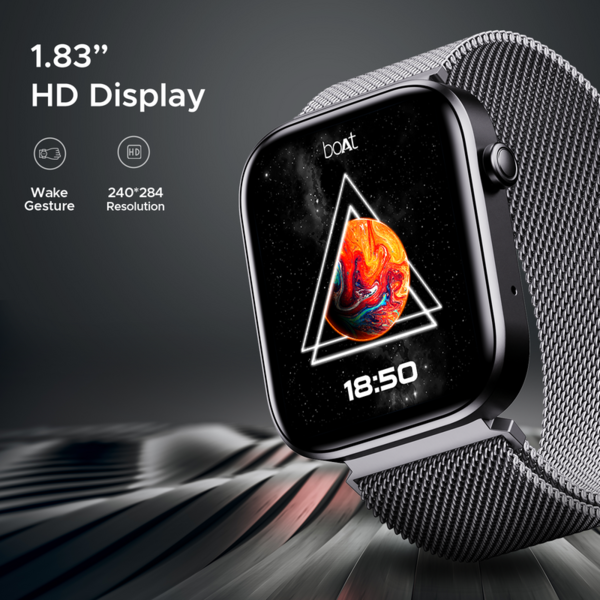 1.83”
HD Display
HD
Wake
Gesture
240*284
Resolution
boAt
18:50